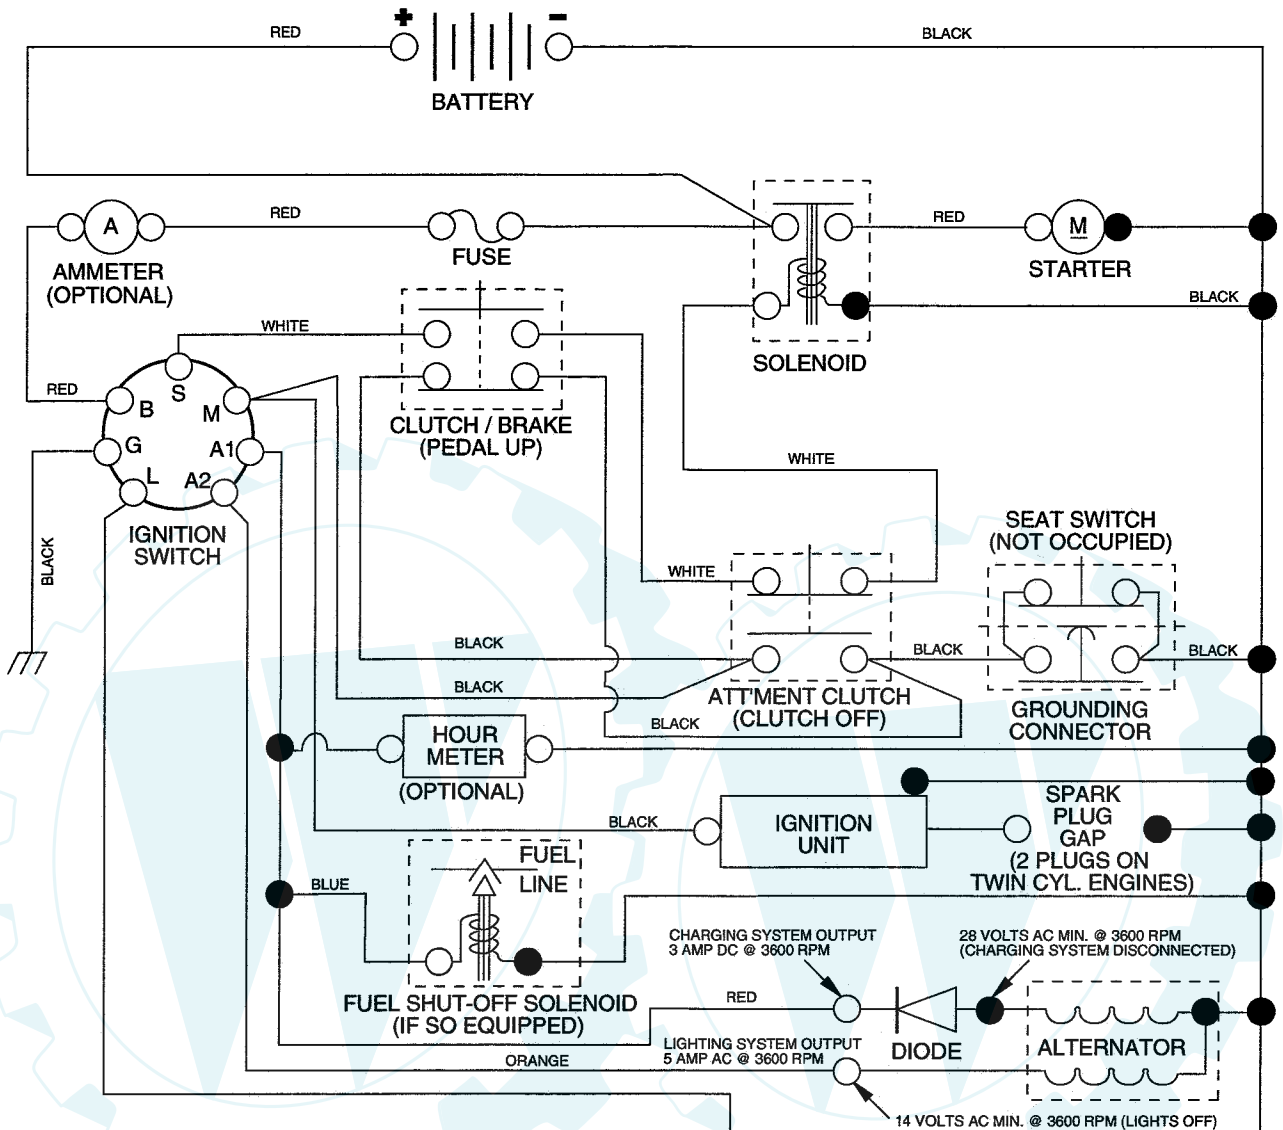 + −
RED
BLACK
BATTERY
A
RED
RED
M
AMMETER
(OPTIONAL)
FUSE
STARTER
BLACK
WHITE
SOLENOID
RED
S
B
M
CLUTCH / BRAKE
(PEDAL UP)
G
A1
L
A2
WHITE
IGNITION
SWITCH
BLACK
SEAT SWITCH
(NOT OCCUPIED)
WHITE
BLACK
BLACK
BLACK
BLACK
ATT'MENT CLUTCH
(CLUTCH OFF)
BLACK
GROUNDING
CONNECTOR
HOUR
METER
(OPTIONAL)
BLACK
IGNITION
UNIT
SPARK
PLUG
GAP
(2 PLUGS ON
TWIN CYL. ENGINES)
FUEL
LINE
BLUE
FUEL SHUT-OFF SOLENOID
(IF SO EQUIPPED)
CHARGING SYSTEM OUTPUT
3 AMP DC @ 3600 RPM
28 VOLTS AC MIN. @ 3600 RPM
(CHARGING SYSTEM DISCONNECTED)
RED
DIODE
ALTERNATOR
LIGHTING SYSTEM OUTPUT
5 AMP AC @ 3600 RPM
ORANGE
14 VOLTS AC MIN. @ 3600 RPM (LIGHTS OFF)